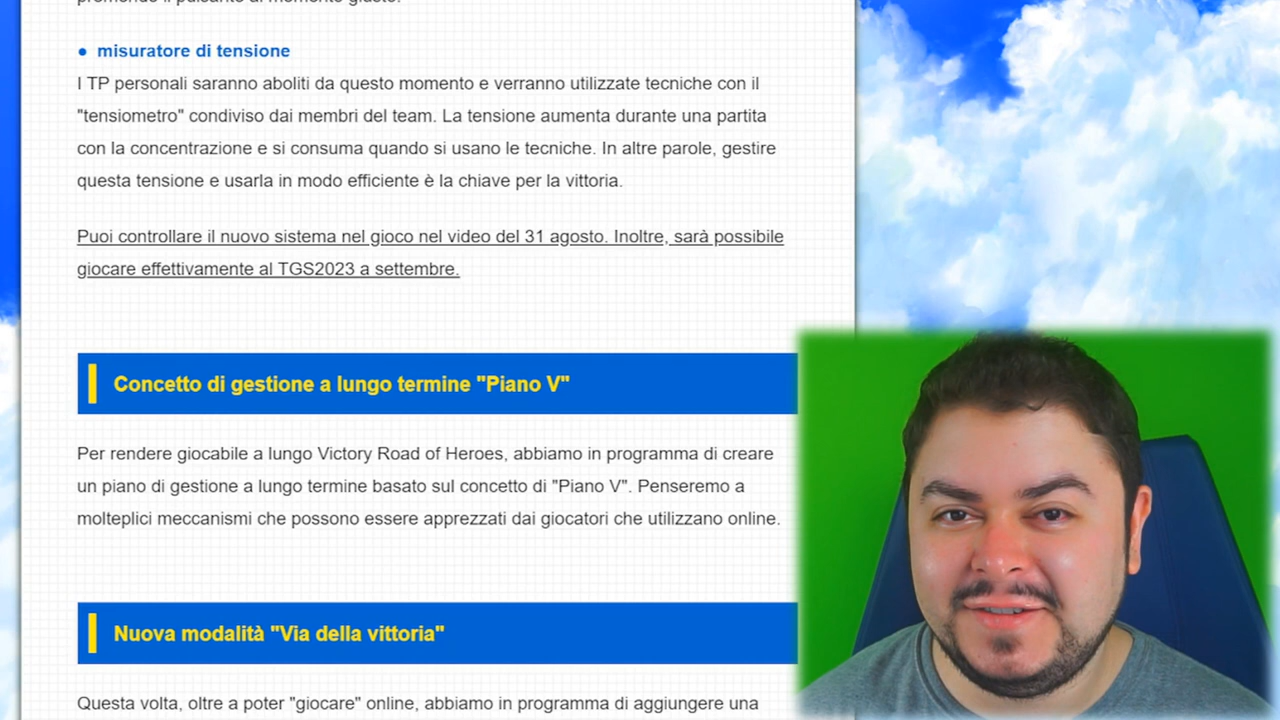 premendo il pulsante al momento giusto.
● misuratore di tensione
I TP personali saranno aboliti da questo momento e verranno utilizzate tecniche con il
"tensiometro" condiviso dai membri del team. La tensione aumenta durante una partita
con la concentrazione e si consuma quando si usano le tecniche. In altre parole, gestire
questa tensione e usarla in modo efficiente è la chiave per la vittoria.
Puoi controllare il nuovo sistema nel gioco nel video del 31 agosto. Inoltre, sarà possibile
giocare effettivamente al TGS2023 a settembre.
Concetto di gestione a lungo termine "Piano V"
Per rendere giocabile a lungo Victory Road of Heroes, abbiamo in programma di creare
un piano di gestione a lungo termine basato sul concetto di "Piano V". Penseremo a
molteplici meccanismi che possono essere apprezzati dai giocatori che utilizzano online.
Nuova modalità "Via della vittoria"
Questa volta, oltre a poter "giocare" online, abbiamo in programma di aggiungere una